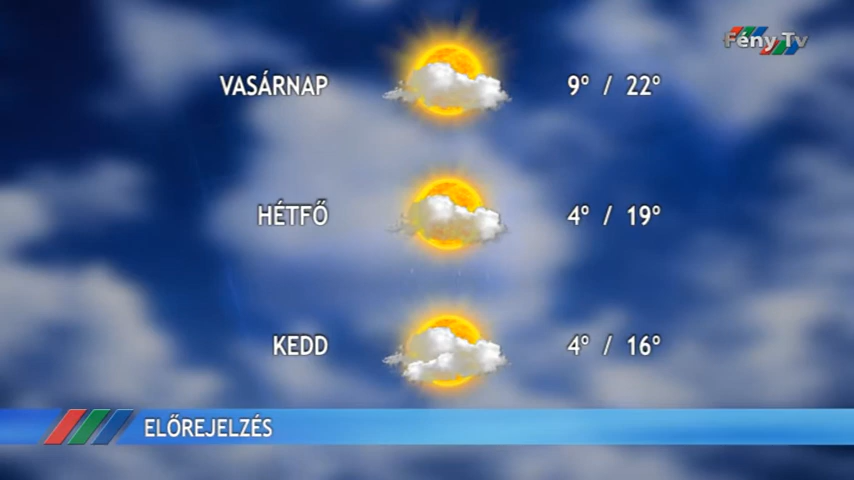 Fény Tv
VASÁRNAP 9° / 22°
HÉTFŐ 4° / 19°
KEDD 4° / 16°
ELŐREJELZÉS